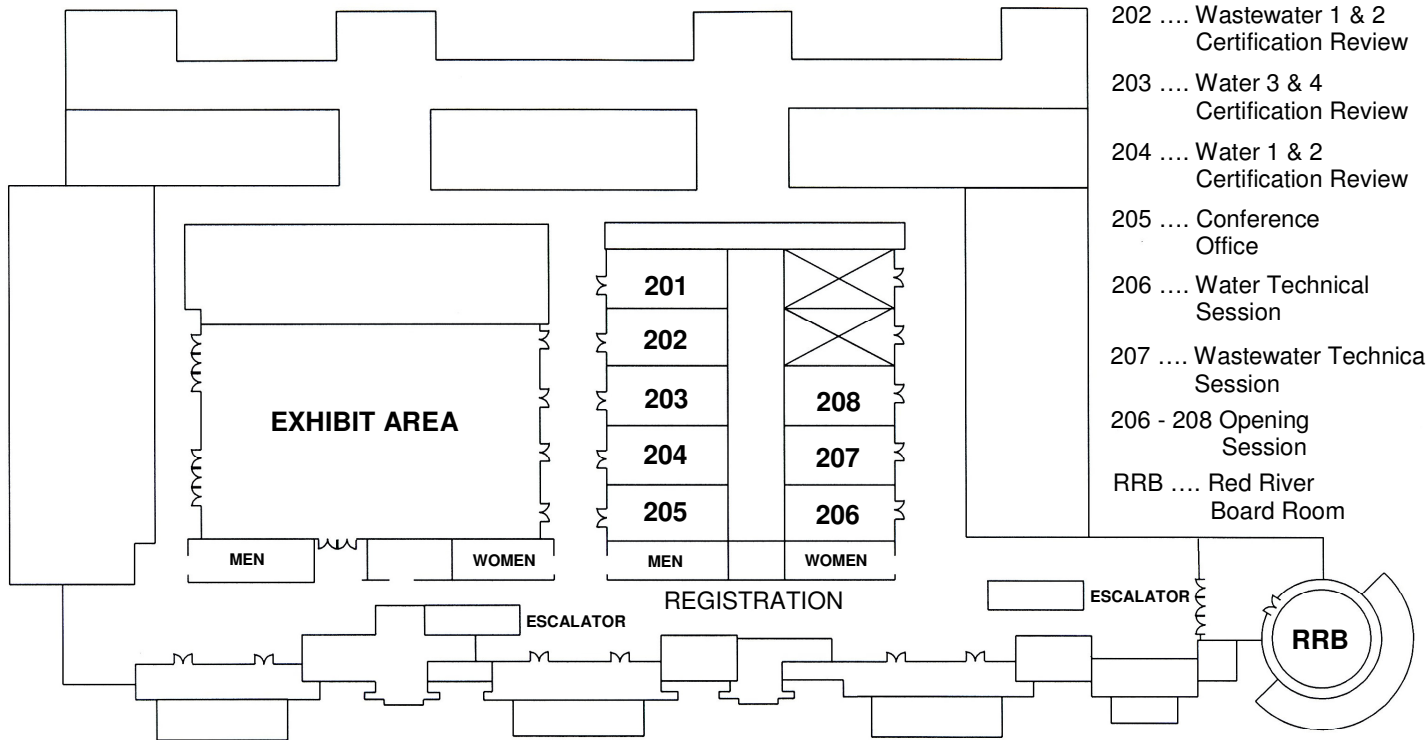 202 .... Wastewater 1 & 2
Certification Review
203 .... Water 3 & 4
Certification Review
204 .... Water 1 & 2
Certification Review
205 .... Conference
Office
206 .... Water Technical
Session
207 .... Wastewater Technica
Session
206 - 208 Opening
Session
RRB .... Red River
Board Room
201
202
203
204
205
208
207
206
EXHIBIT AREA
MEN
WOMEN
MEN
WOMEN
REGISTRATION
ESCALATOR
ESCALATOR
RRB